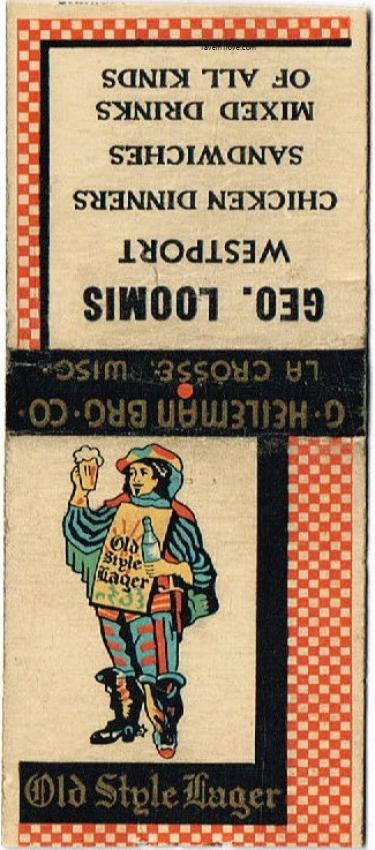 GEO. LOOMIS
WESTPORT
CHICKEN DINNERS
SANDWICHES
MIXED DRINKS
OF ALL KINDS
G·HEILEMAN BRG·CO·
LA CROSSE, WISC·
Old
Style
Lager
Old Style Lager